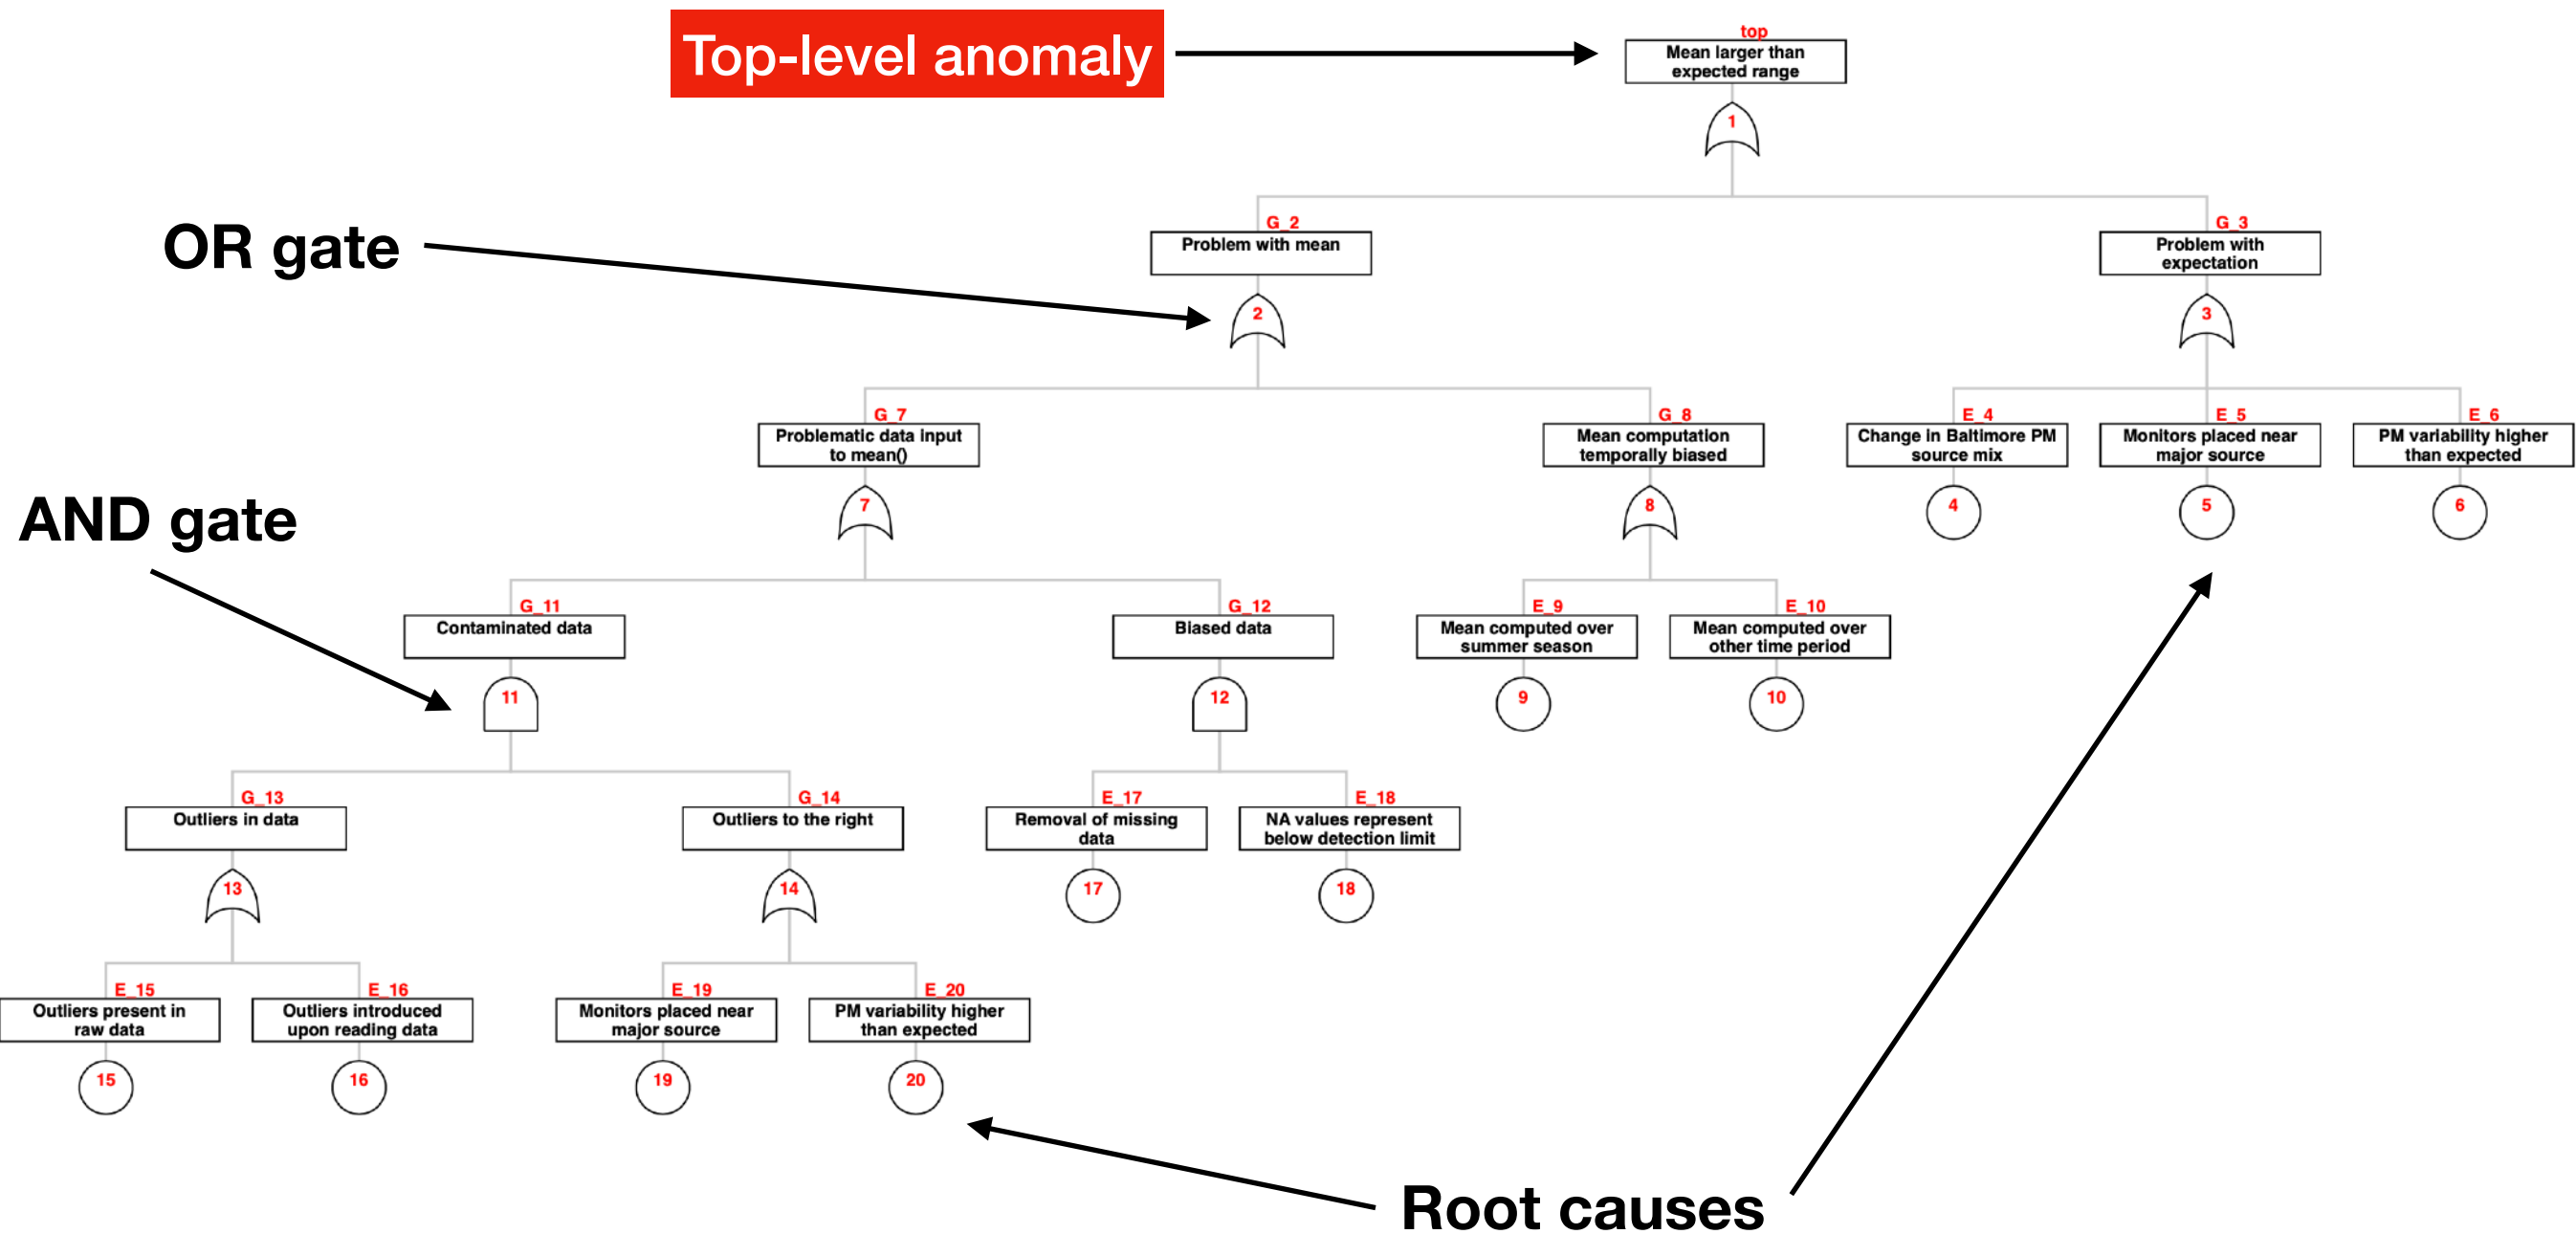 Top-level anomaly
top
Mean larger than
expected range
1
OR gate
G_2
Problem with mean
2
G_3
Problem with
expectation
3
G_7
Problematic data input
to mean()
7
G_8
Mean computation
temporally biased
8
E_4
Change in Baltimore PM
source mix
4
E_5
Monitors placed near
major source
5
E_6
PM variability higher
than expected
6
AND gate
G_11
Contaminated data
11
G_12
Biased data
12
E_9
Mean computed over
summer season
9
E_10
Mean computed over
other time period
10
G_13
Outliers in data
13
G_14
Outliers to the right
14
E_17
Removal of missing
data
17
E_18
NA values represent
below detection limit
18
E_15
Outliers present in
raw data
15
E_16
Outliers introduced
upon reading data
16
E_19
Monitors placed near
major source
19
E_20
PM variability higher
than expected
20
Root causes